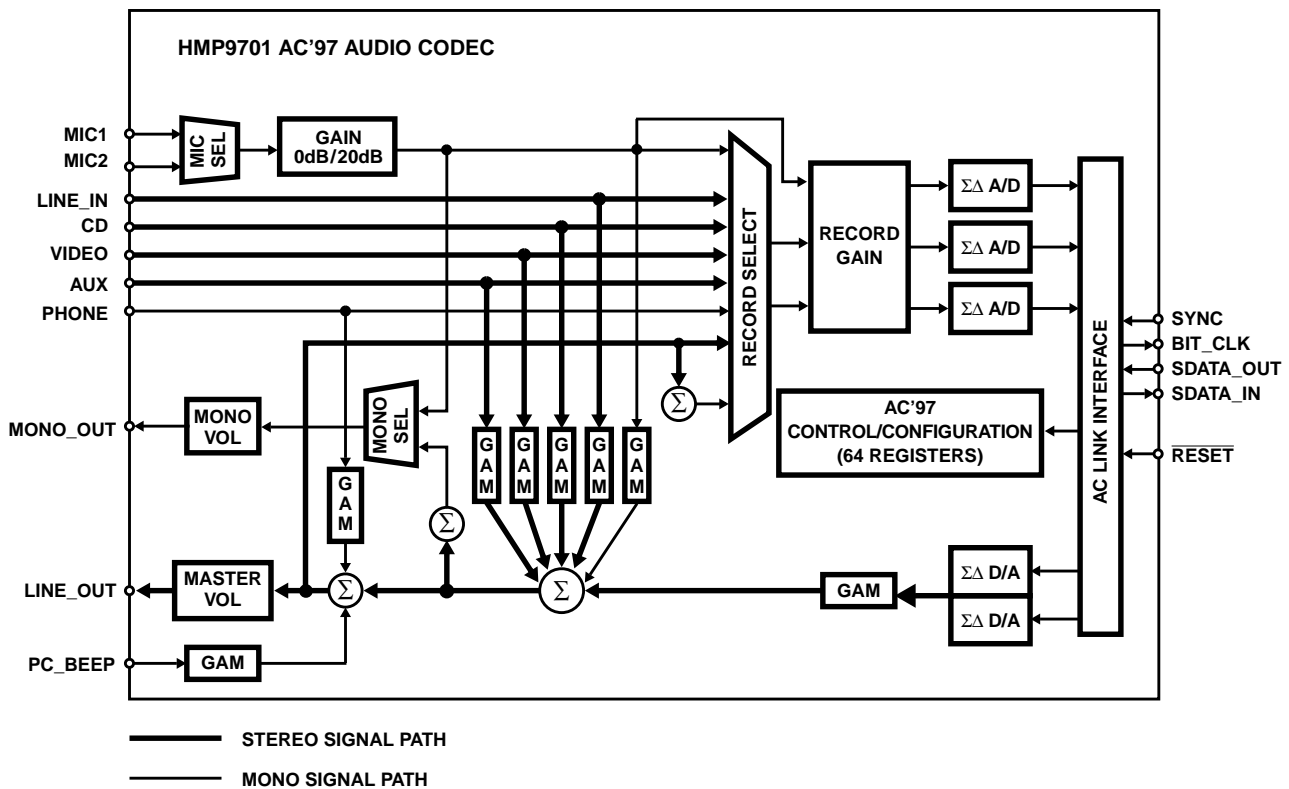 HMP9701 AC'97 AUDIO CODEC
MIC1
MIC2
MIC
SEL
GAIN
0dB/20dB
LINE_IN
CD
VIDEO
AUX
PHONE
RECORD SELECT
RECORD
GAIN
ΣΔ A/D
ΣΔ A/D
ΣΔ A/D
AC LINK INTERFACE
SYNC
BIT_CLK
SDATA_OUT
SDATA_IN
RESET
AC'97
CONTROL/CONFIGURATION
(64 REGISTERS)
Σ
MONO_OUT
MONO
VOL
MONO
SEL
GAM
GAM
GAM
GAM
GAM
GAM
Σ
LINE_OUT
MASTER
VOL
Σ
Σ
GAM
ΣΔ D/A
ΣΔ D/A
PC_BEEP
GAM
STEREO SIGNAL PATH
MONO SIGNAL PATH